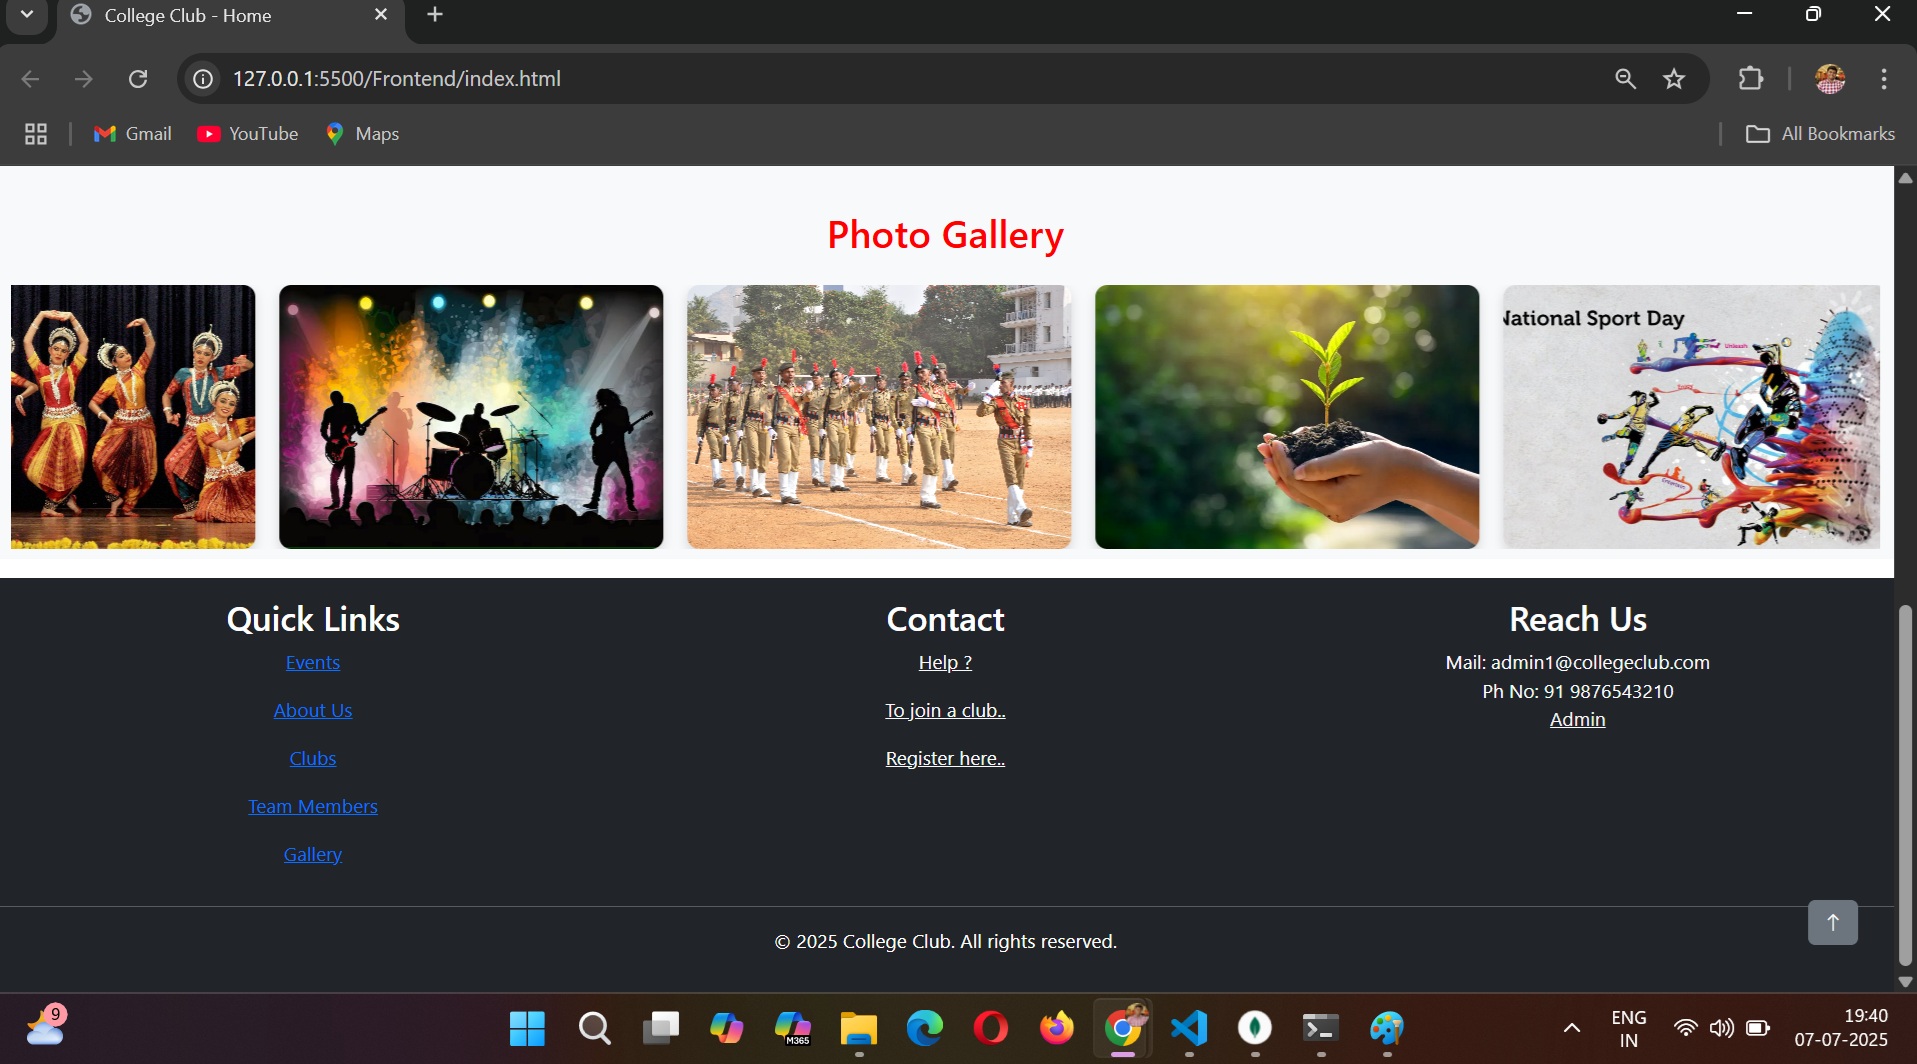 College Club - Home
127.0.0.1:5500/Frontend/index.html
Gmail
YouTube
Maps
All Bookmarks
Photo Gallery
National Sport Day
Quick Links
Events
About Us
Clubs
Team Members
Gallery
Contact
Help ?
To join a club..
Register here..
Reach Us
Mail: admin1@collegeclub.com
Ph No: 91 9876543210
Admin
© 2025 College Club. All rights reserved.
↑
9
M365
ENG
IN
19:40
07-07-2025